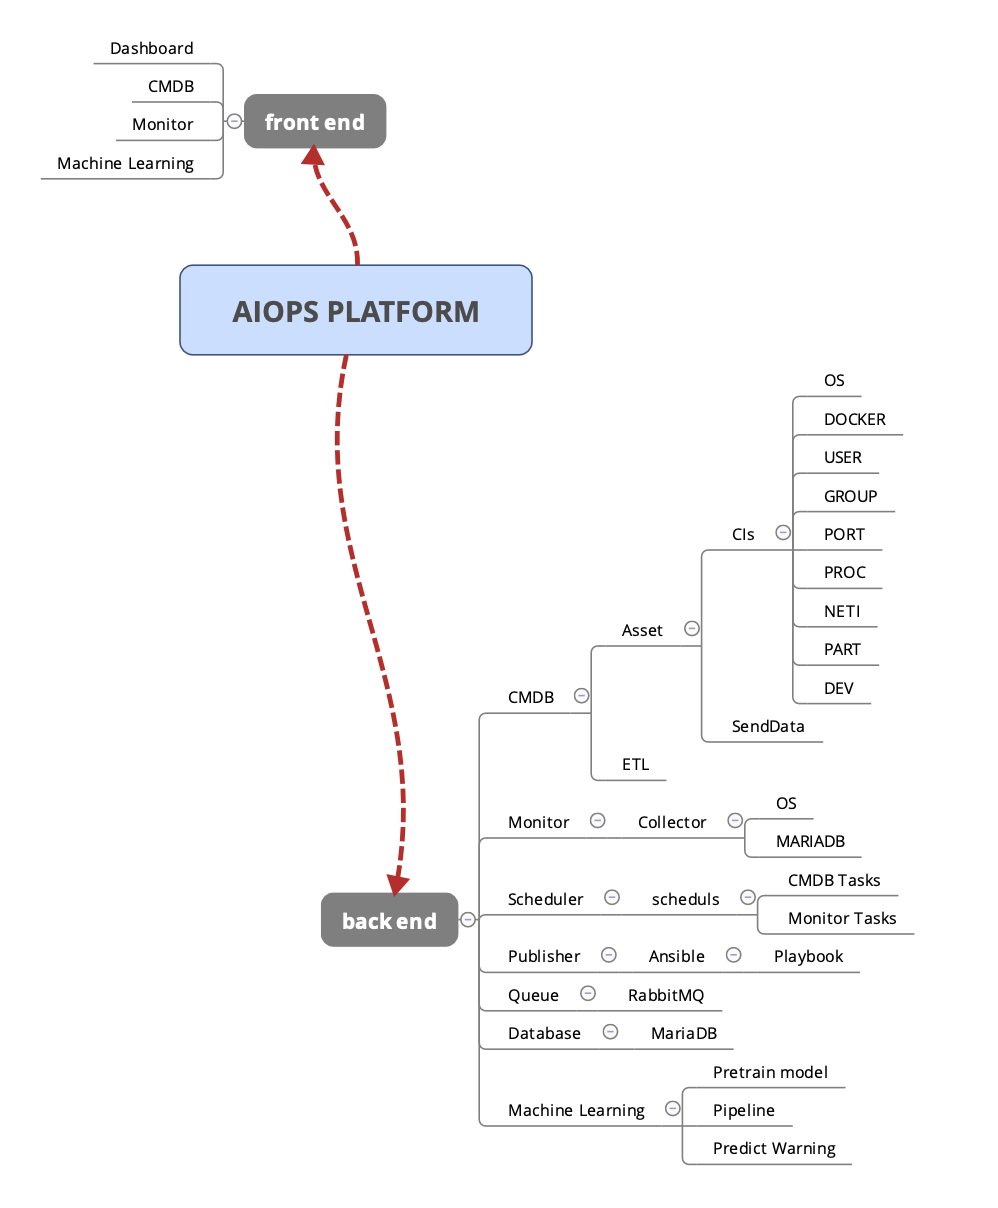 Dashboard
CMDB
Monitor
Machine Learning
front end
AIOPS PLATFORM
OS
DOCKER
USER
GROUP
CIs
PORT
PROC
NETI
Asset
PART
DEV
CMDB
SendData
ETL
OS
Monitor
Collector
MARIADB
CMDB Tasks
Scheduler
scheduls
Monitor Tasks
back end
Publisher
Ansible
Playbook
Queue
RabbitMQ
Database
MariaDB
Pretrain model
Machine Learning
Pipeline
Predict Warning